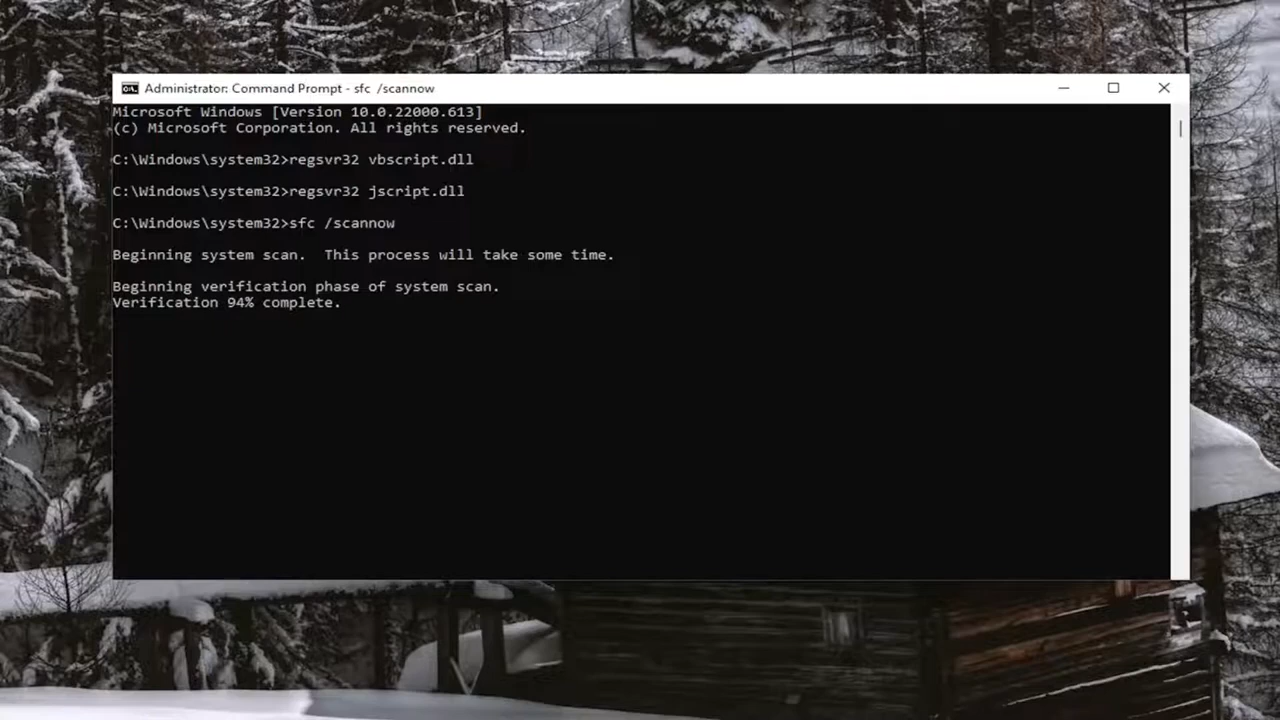 Administrator: Command Prompt - sfc /scannow
Microsoft Windows [Version 10.0.22000.613]
(c) Microsoft Corporation. All rights reserved.
C:\Windows\system32>regsvr32 vbscript.dll
C:\Windows\system32>regsvr32 jscript.dll
C:\Windows\system32>sfc /scannow
Beginning system scan.  This process will take some time.
Beginning verification phase of system scan.
Verification 94% complete.